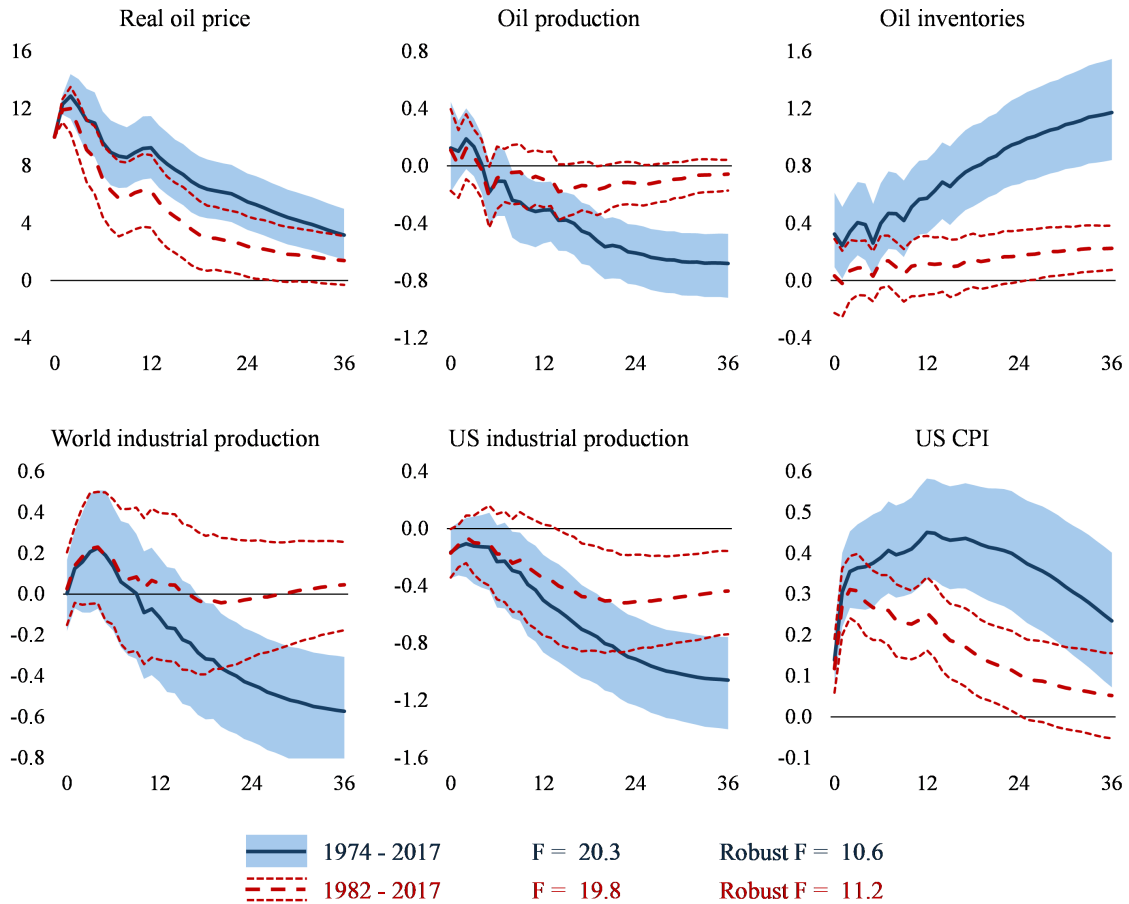 Real oil price
Oil production
Oil inventories
16
12
8
4
0
-4
0 12 24 36
0.8
0.4
0.0
-0.4
-0.8
-1.2
0 12 24 36
1.6
1.2
0.8
0.4
0.0
-0.4
0 12 24 36
World industrial production
US industrial production
US CPI
0.6
0.4
0.2
0.0
-0.2
-0.4
-0.6
-0.8
0 12 24 36
0.4
0.0
-0.4
-0.8
-1.2
-1.6
0 12 24 36
0.6
0.5
0.4
0.3
0.2
0.1
0.0
-0.1
0 12 24 36
1974 - 2017 F = 20.3 Robust F = 10.6
1982 - 2017 F = 19.8 Robust F = 11.2